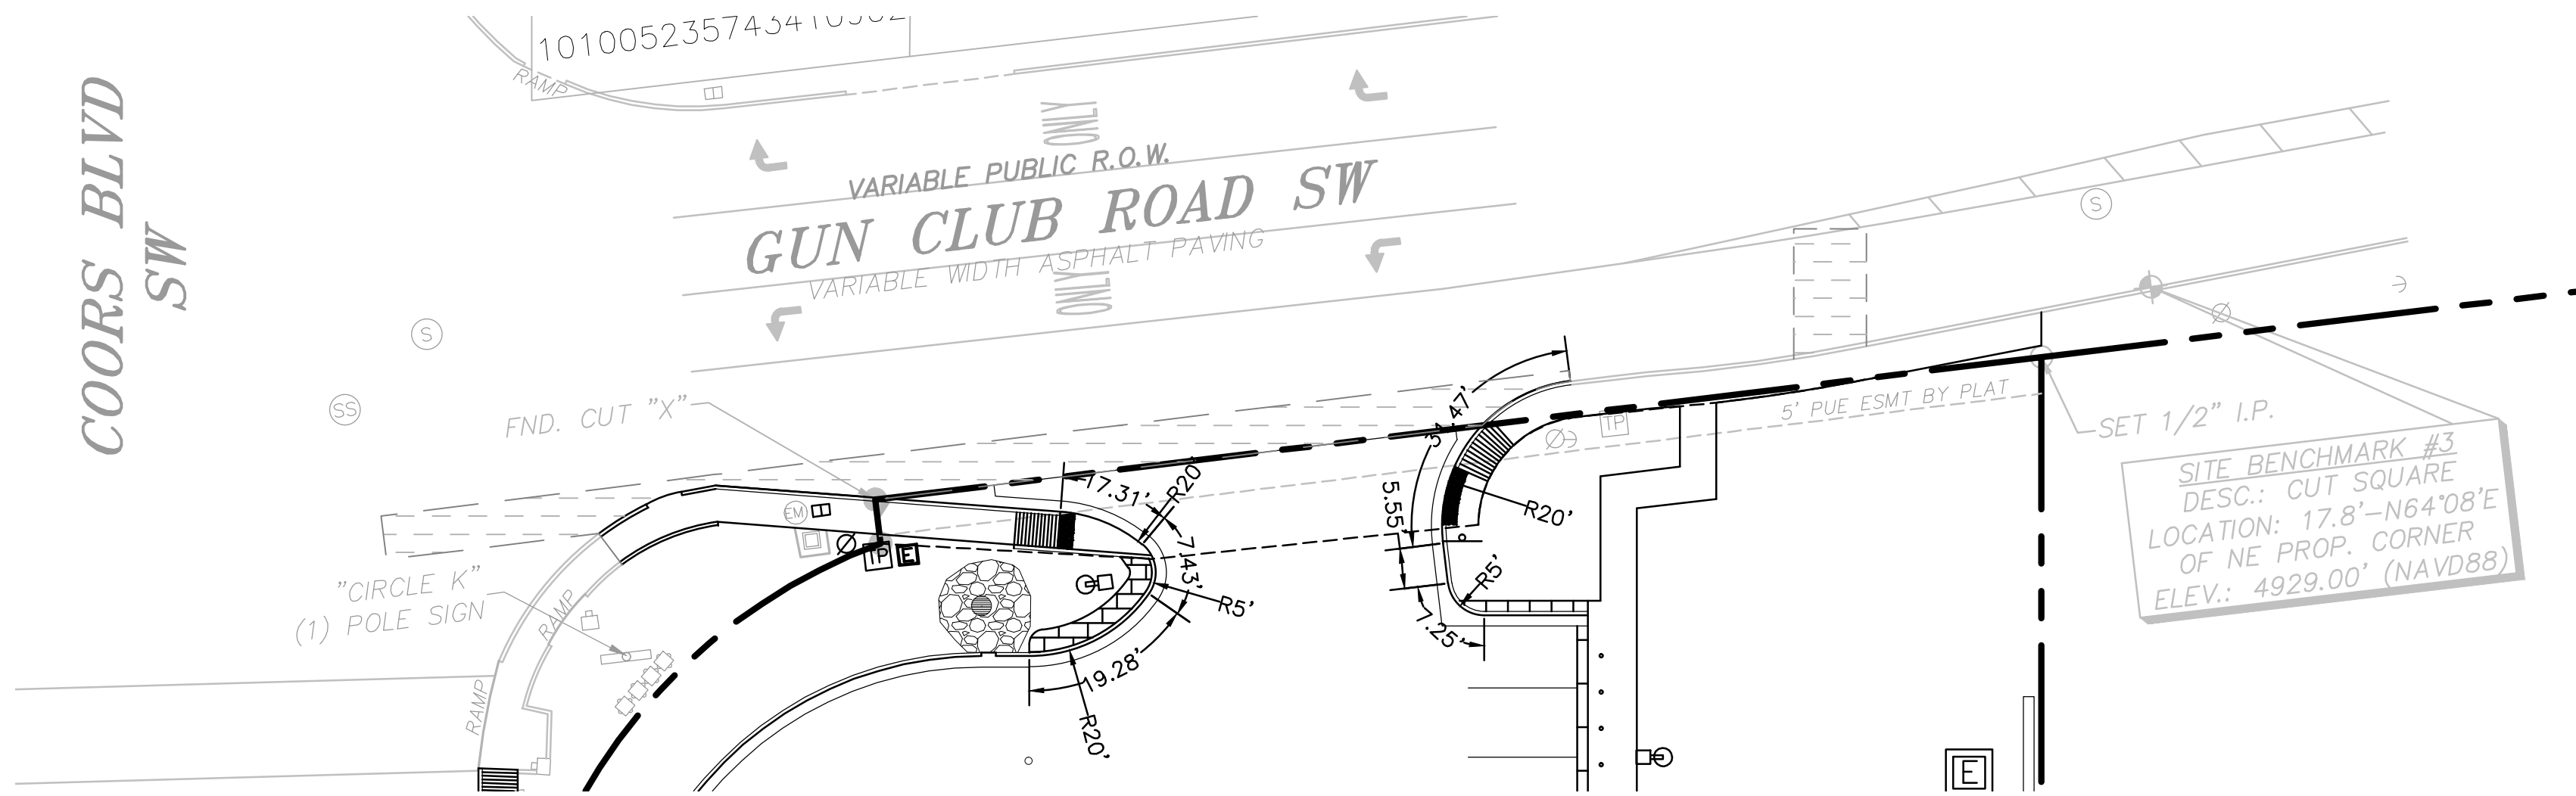 COORS BLVD
SW
RAMP
ONLY
VARIABLE PUBLIC R.O.W.
GUN CLUB ROAD SW
VARIABLE WIDTH ASPHALT PAVING
ONLY
S
S
SS
FND. CUT "X"
EM
TP
E
"CIRCLE K"
(1) POLE SIGN
RAMP
RAMP
17.31'
R20'
7.43'
R5'
19.28'
R20'
5.55'
R20'
R5'
7.25'
TP
5' PUE ESMT BY PLAT
SET 1/2" I.P.
SITE BENCHMARK #3
DESC.: CUT SQUARE
LOCATION: 17.8'-N64°08'E
OF NE PROP. CORNER
ELEV.: 4929.00' (NAVD88)
E